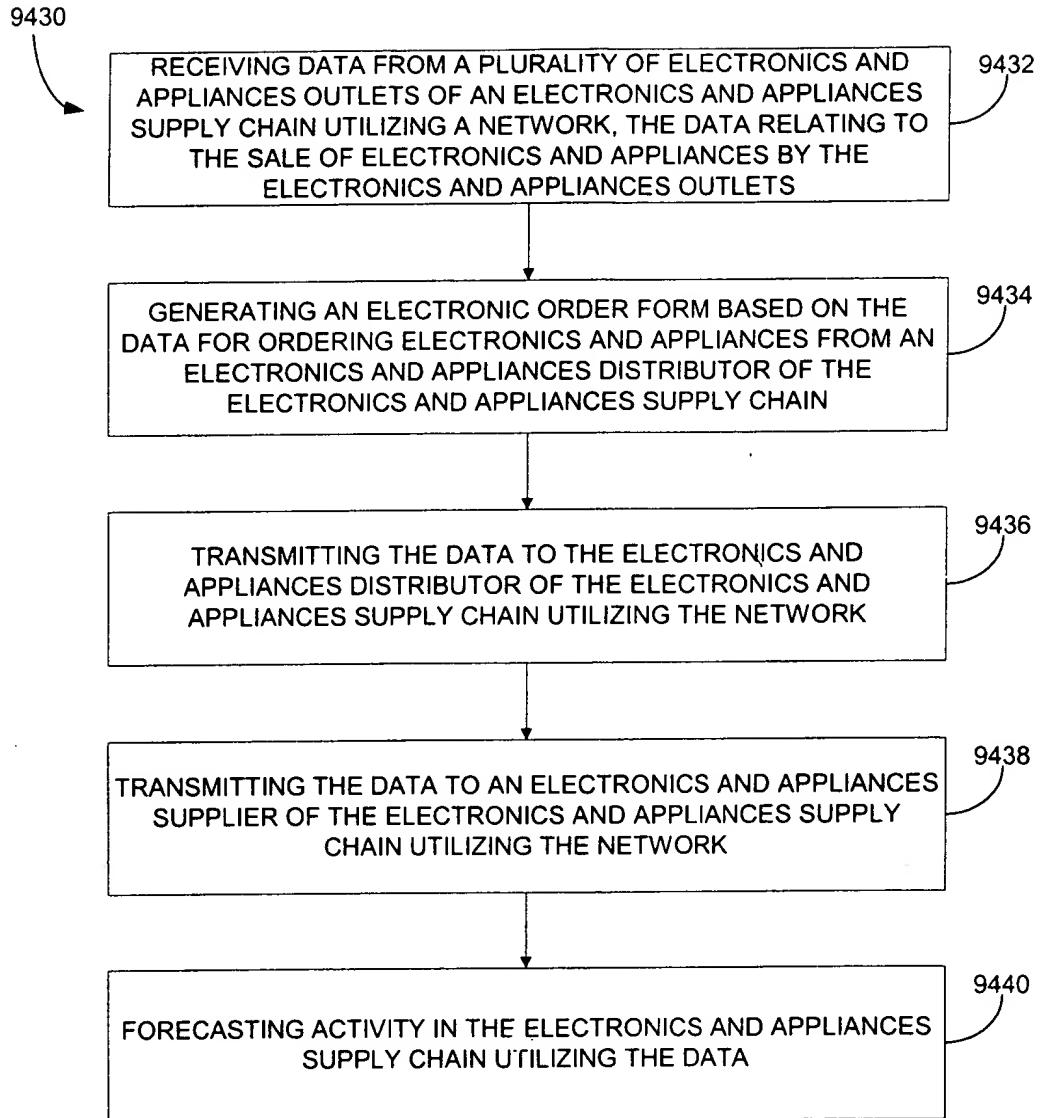 9430
RECEIVING DATA FROM A PLURALITY OF ELECTRONICS AND
APPLIANCES OUTLETS OF AN ELECTRONICS AND APPLIANCES
SUPPLY CHAIN UTILIZING A NETWORK, THE DATA RELATING TO
THE SALE OF ELECTRONICS AND APPLIANCES BY THE
ELECTRONICS AND APPLIANCES OUTLETS
9432
GENERATING AN ELECTRONIC ORDER FORM BASED ON THE
DATA FOR ORDERING ELECTRONICS AND APPLIANCES FROM AN
ELECTRONICS AND APPLIANCES DISTRIBUTOR OF THE
ELECTRONICS AND APPLIANCES SUPPLY CHAIN
9434
TRANSMITTING THE DATA TO THE ELECTRONICS AND
APPLIANCES DISTRIBUTOR OF THE ELECTRONICS AND
APPLIANCES SUPPLY CHAIN UTILIZING THE NETWORK
9436
TRANSMITTING THE DATA TO AN ELECTRONICS AND APPLIANCES
SUPPLIER OF THE ELECTRONICS AND APPLIANCES SUPPLY
CHAIN UTILIZING THE NETWORK
9438
FORECASTING ACTIVITY IN THE ELECTRONICS AND APPLIANCES
SUPPLY CHAIN UTILIZING THE DATA
9440